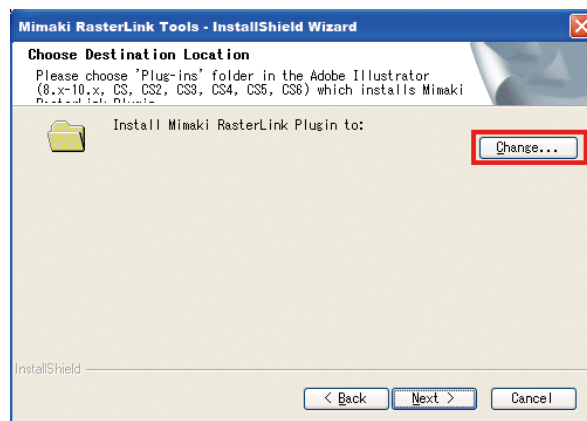 Mimaki RasterLink Tools - InstallShield Wizard
Choose Destination Location
Please choose 'Plug-ins' folder in the Adobe Illustrator
(8.x-10.x, CS, CS2, CS3, CS4, CS5, CS6) which installs Mimaki
RasterLink Plugin
Install Mimaki RasterLink Plugin to:
Change...
InstallShield
< Back
Next >
Cancel